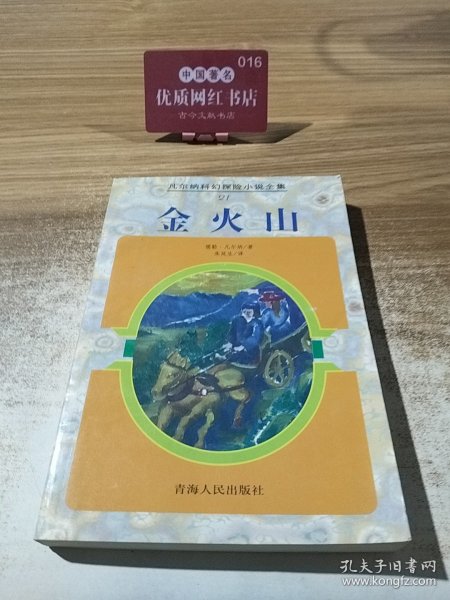 016
中国著名
优质网红书店
古今文献书店
凡尔纳科幻探险小说全集
21
金火山
儒勒·凡尔纳/著
青海人民出版社
孔夫子旧书网
www.kongfz.com